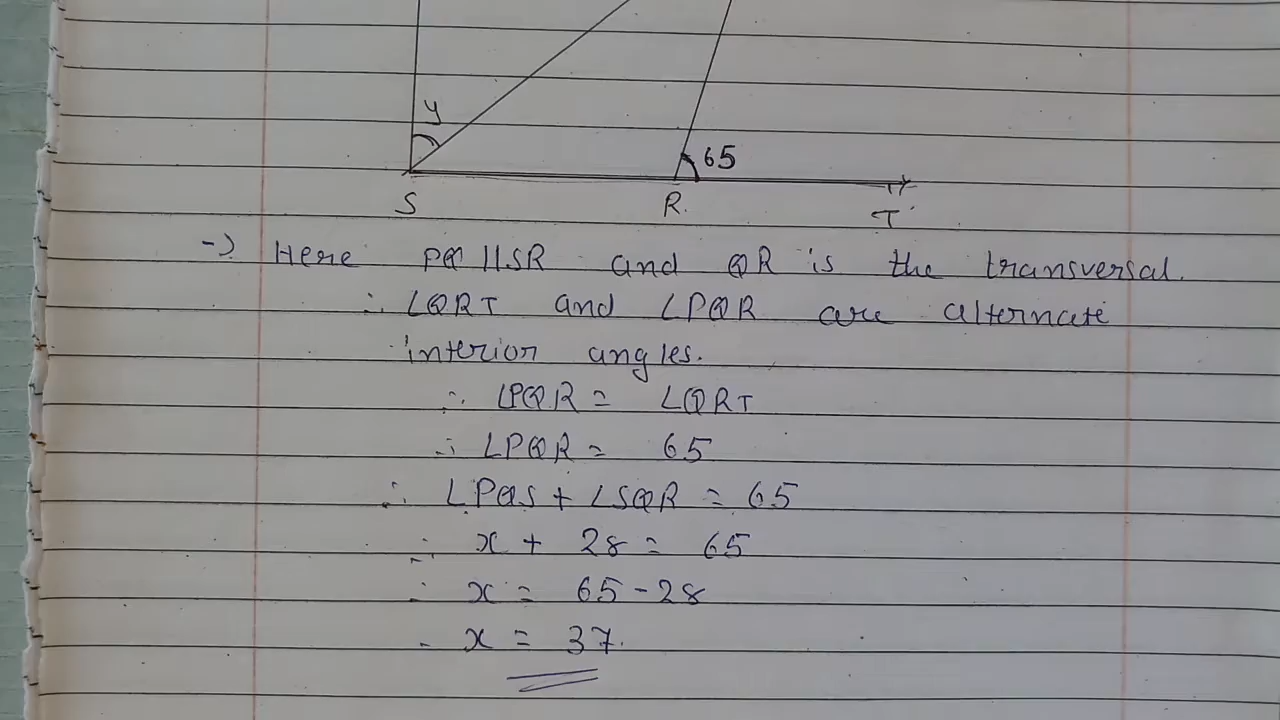 y
65
S R. T
-> Here PQ || SR and QR is the transversal.
∴ ∠QRT and ∠PQR are alternate
interior angles.
∴ ∠PQR = ∠QRT
∴ ∠PQR = 65
∴ ∠PQS + ∠SQR = 65
∴ x + 28 = 65
∴ x = 65 - 28
- x = 37.